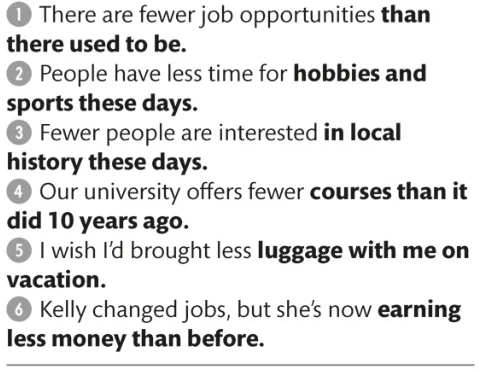 1 There are fewer job opportunities than
there used to be.
2 People have less time for hobbies and
sports these days.
3 Fewer people are interested in local
history these days.
4 Our university offers fewer courses than it
did 10 years ago.
5 I wish I’d brought less luggage with me on
vacation.
6 Kelly changed jobs, but she’s now earning
less money than before.